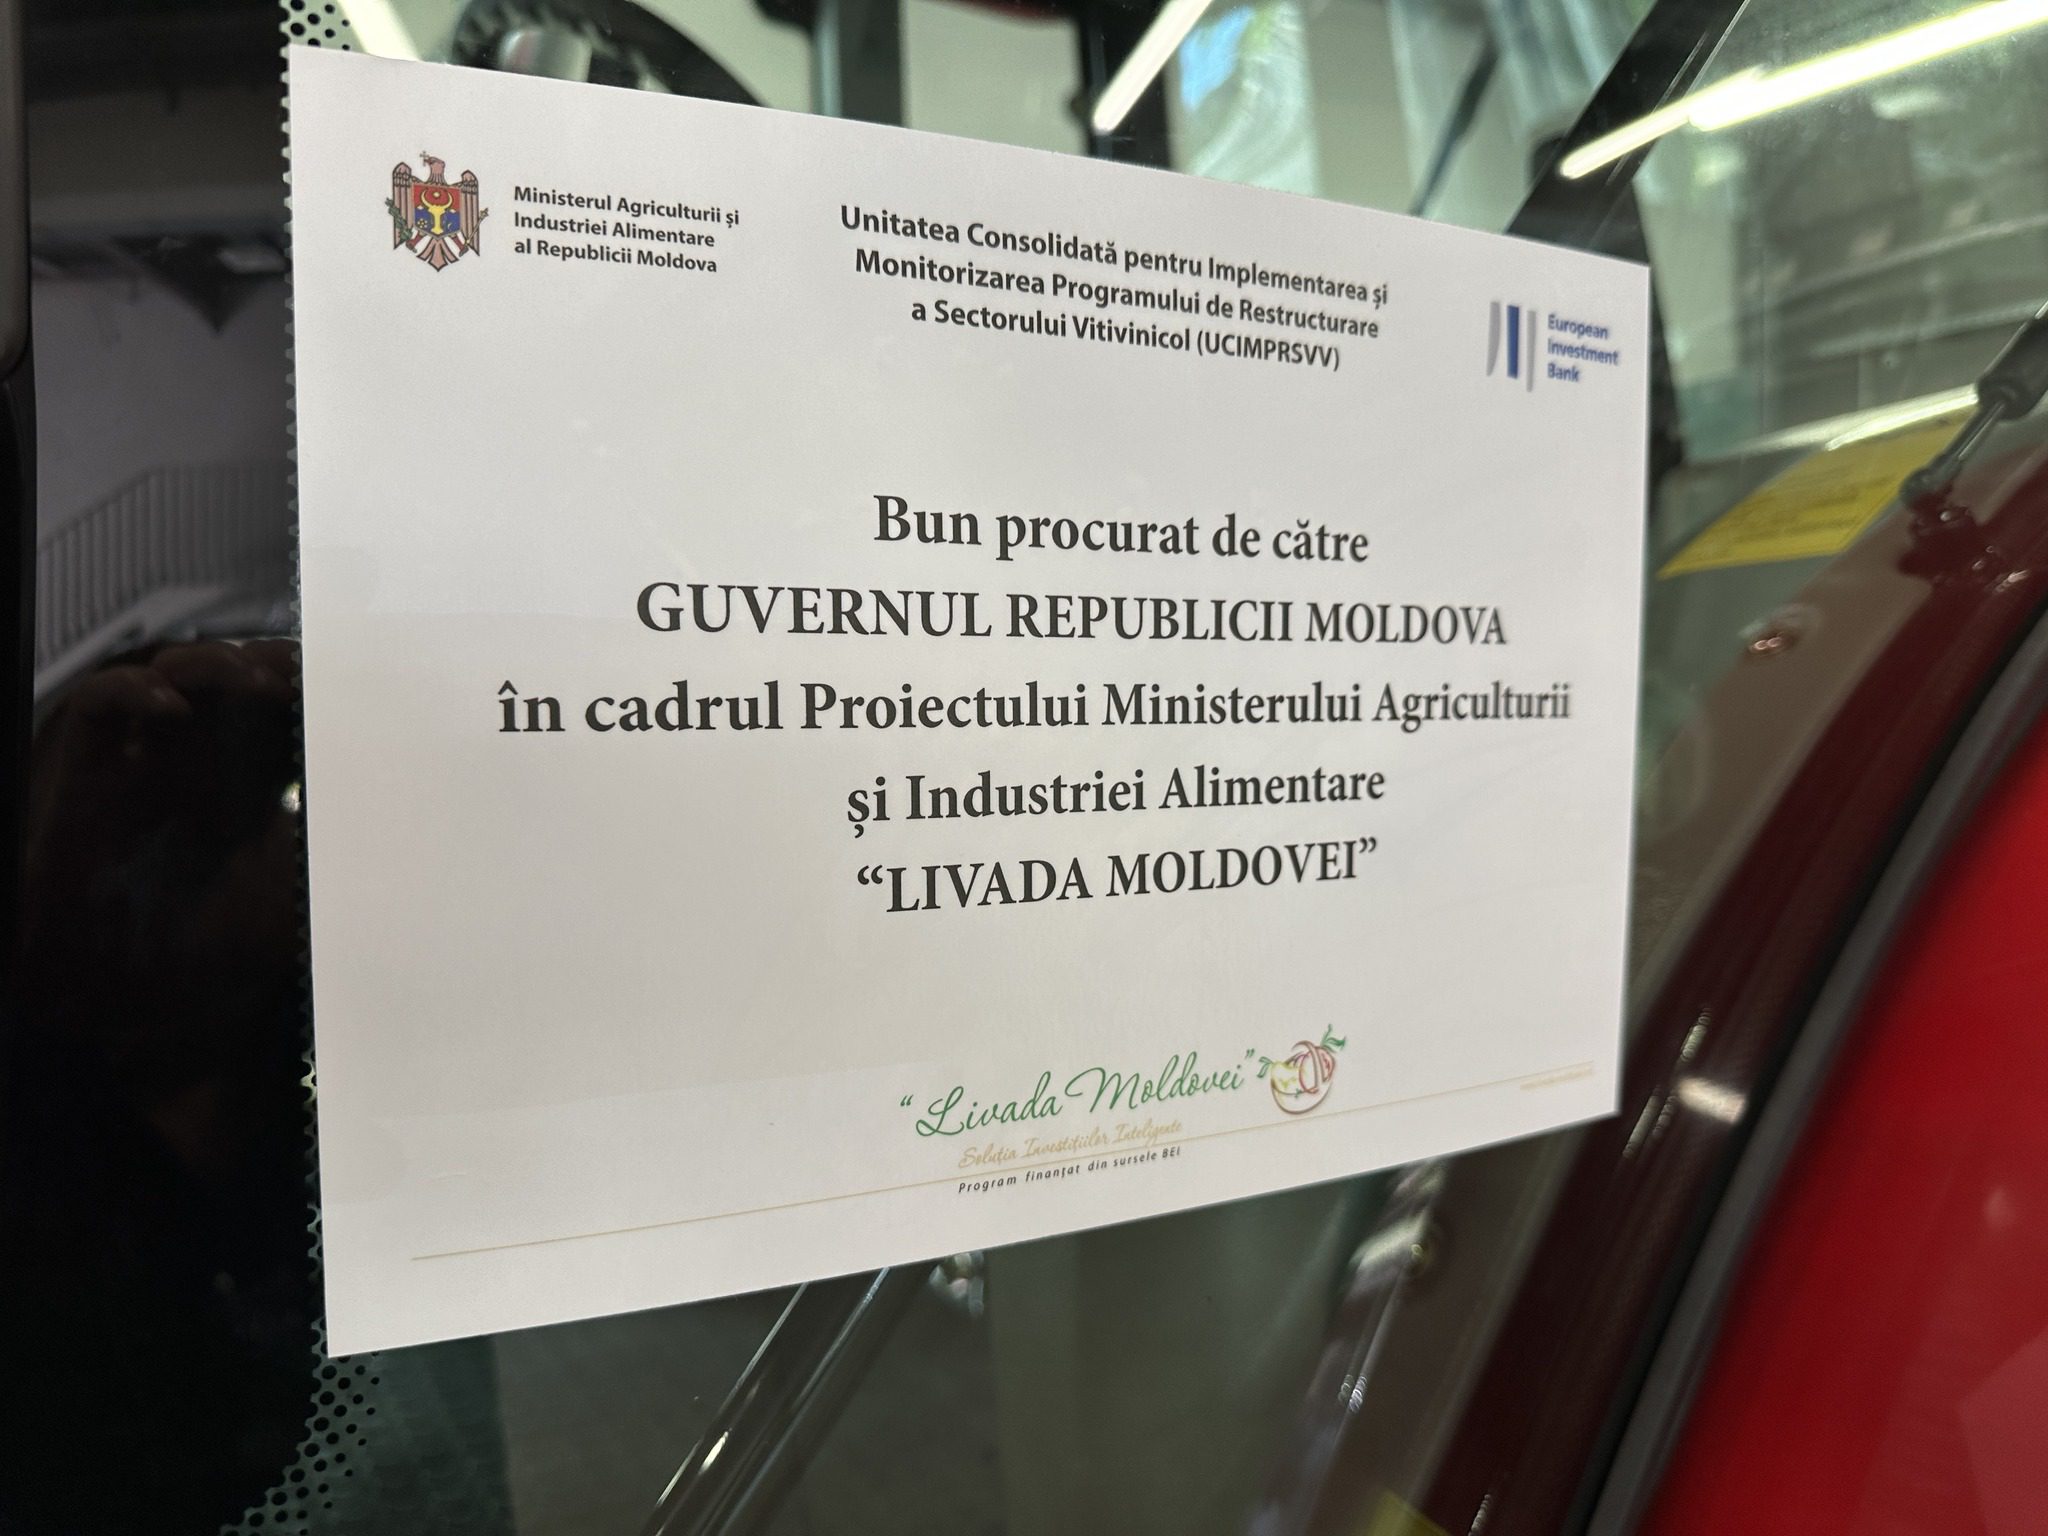 Ministerul Agriculturii și
Industriei Alimentare
al Republicii Moldova
Unitatea Consolidată pentru Implementarea și
Monitorizarea Programului de Restructurare
a Sectorului Vitivinicol (UCIMPRSVV)
European
Investment
Bank
Bun procurat de către
GUVERNUL REPUBLICII MOLDOVA
în cadrul Proiectului Ministerului Agriculturii
și Industriei Alimentare
“LIVADA MOLDOVEI”
“Livada Moldovei”
Soluția Investițiilor Inteligente
Program finanțat din sursele BEI